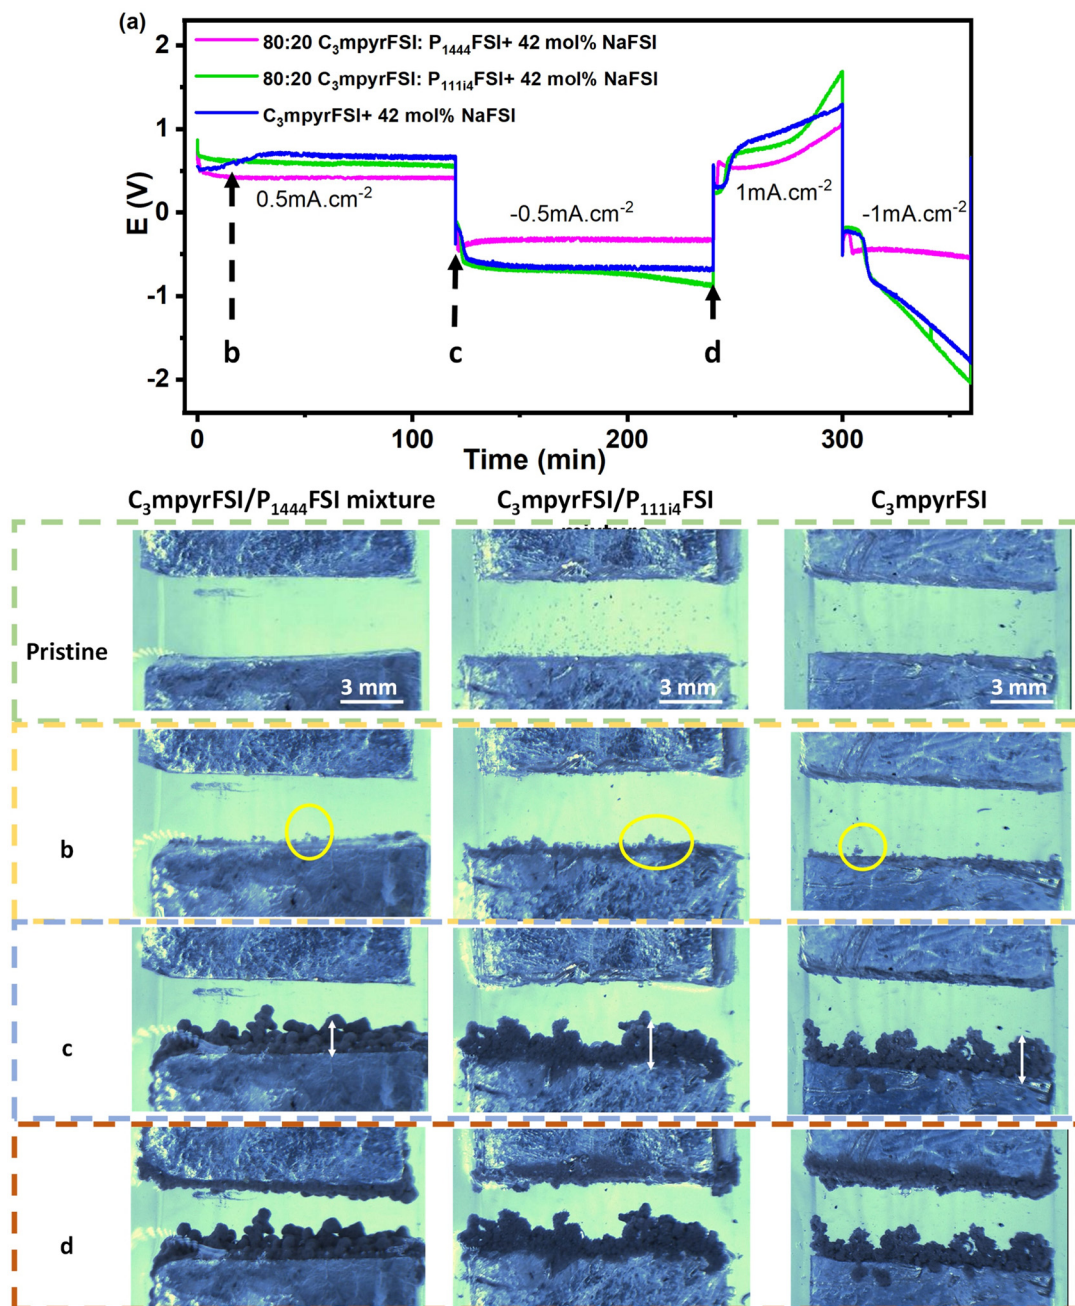 (a)
2
1
0
-1
-2
E (V)
80:20 C₃mpyrFSI: P₁₄₄₄FSI+ 42 mol% NaFSI
80:20 C₃mpyrFSI: P₁₁₁ᵢ₄FSI+ 42 mol% NaFSI
C₃mpyrFSI+ 42 mol% NaFSI
0.5mA.cm⁻²
-0.5mA.cm⁻²
1mA.cm⁻²
-1mA.cm⁻²
b
c
d
0 100 200 300
Time (min)
C₃mpyrFSI/P₁₄₄₄FSI mixture
C₃mpyrFSI/P₁₁₁ᵢ₄FSI
mixture
C₃mpyrFSI
Pristine
3 mm
3 mm
3 mm
b
c
d